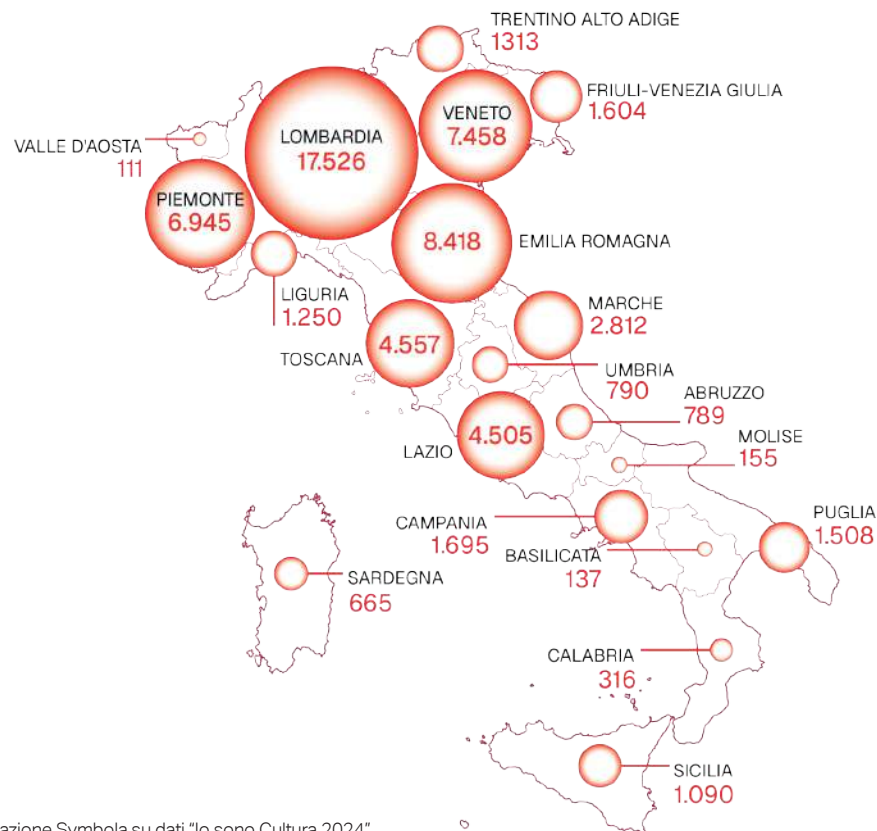 TRENTINO ALTO ADIGE
1313
FRIULI-VENEZIA GIULIA
1.604
VENETO
7.458
LOMBARDIA
17.526
VALLE D'AOSTA
111
PIEMONTE
6.945
8.418
EMILIA ROMAGNA
LIGURIA
1.250
MARCHE
2.812
4.557
TOSCANA
UMBRIA
790
ABRUZZO
789
4.505
LAZIO
MOLISE
155
PUGLIA
1.508
CAMPANIA
1.695
BASILICATA
137
SARDEGNA
665
CALABRIA
316
SICILIA
1.090
su dati “Io sono Cultura 2024”